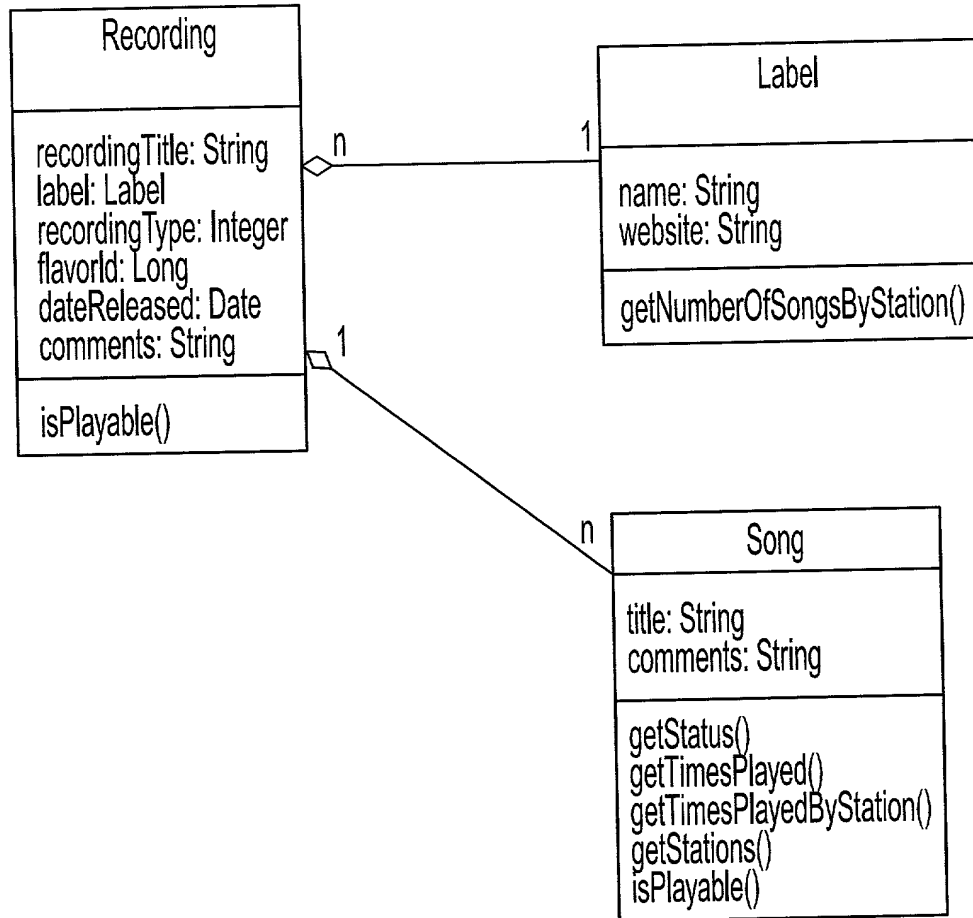 Recording
recordingTitle: String
label: Label
recordingType: Integer
flavorId: Long
dateReleased: Date
comments: String
isPlayable()
n
1
Label
name: String
website: String
getNumberOfSongsByStation()
1
n
Song
title: String
comments: String
getStatus()
getTimesPlayed()
getTimesPlayedByStation()
getStations()
isPlayable()